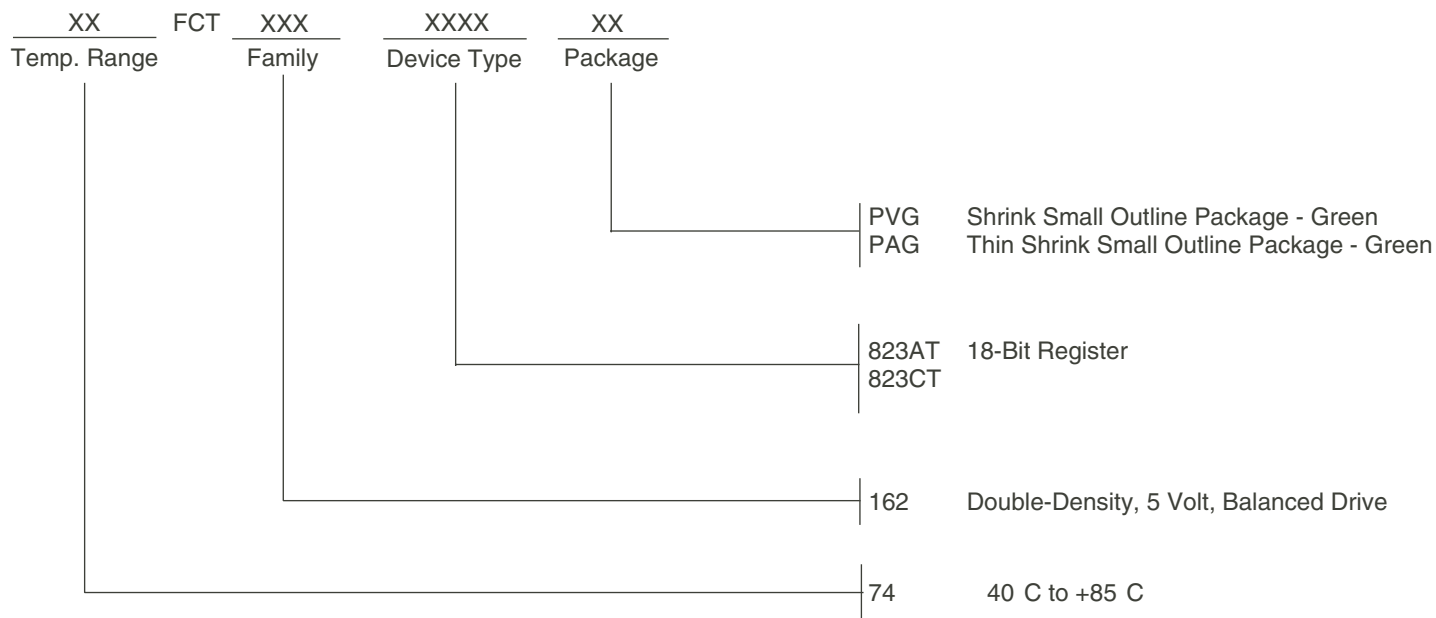 XX FCT XXX XXXX XX
Temp. Range Family Device Type Package
PVG Shrink Small Outline Package - Green
PAG Thin Shrink Small Outline Package - Green
823AT 18-Bit Register
823CT
162 Double-Density, 5 Volt, Balanced Drive
74 40 C to +85 C